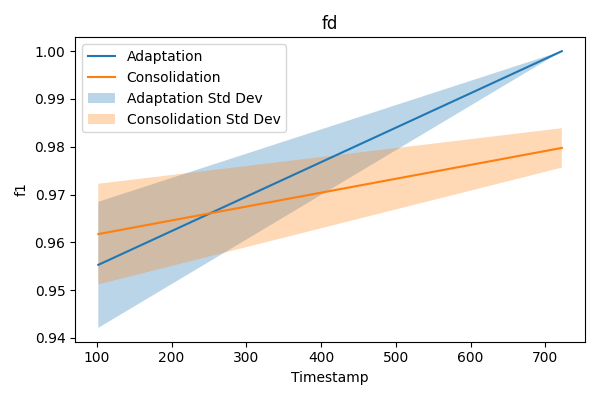 fd
Adaptation
Consolidation
Adaptation Std Dev
Consolidation Std Dev
1.00
0.99
0.98
0.97
0.96
0.95
0.94
f1
100 200 300 400 500 600 700
Timestamp